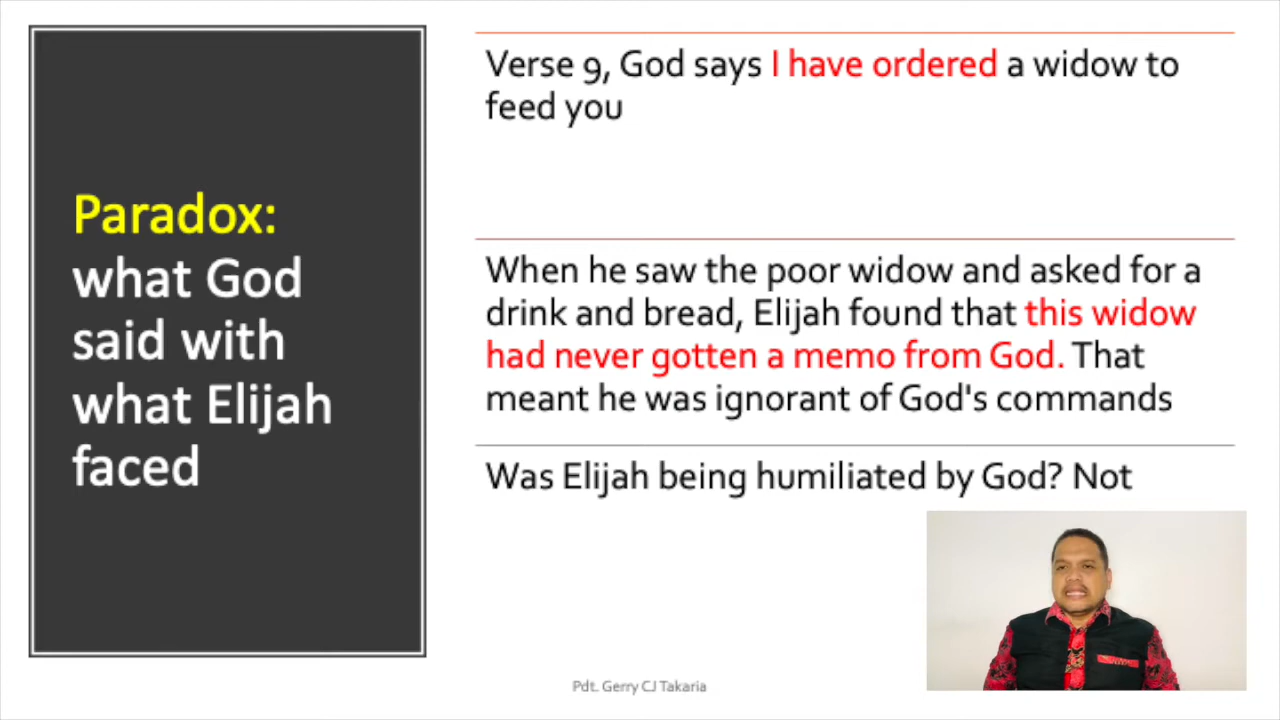 Paradox:
what God
said with
what Elijah
faced
Verse 9, God says I have ordered a widow to
feed you
When he saw the poor widow and asked for a
drink and bread, Elijah found that this widow
had never gotten a memo from God. That
meant he was ignorant of God's commands
Was Elijah being humiliated by God? Not
Pdt. Gerry CJ Takaria